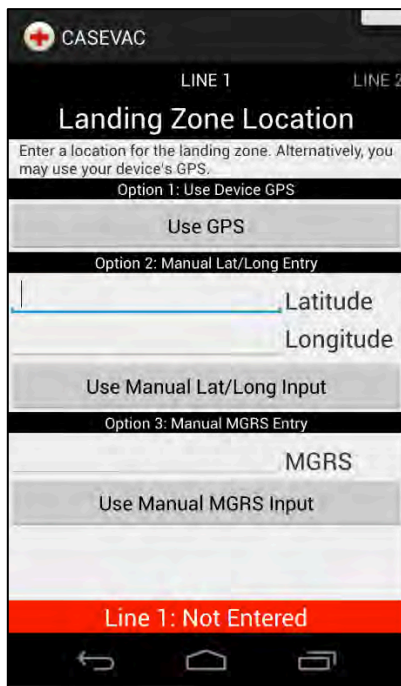 CASEVAC
LINE 1 LINE 2
Landing Zone Location
Enter a location for the landing zone. Alternatively, you
may use your device's GPS.
Option 1: Use Device GPS
Use GPS
Option 2: Manual Lat/Long Entry
Latitude
Longitude
Use Manual Lat/Long Input
Option 3: Manual MGRS Entry
MGRS
Use Manual MGRS Input
Line 1: Not Entered